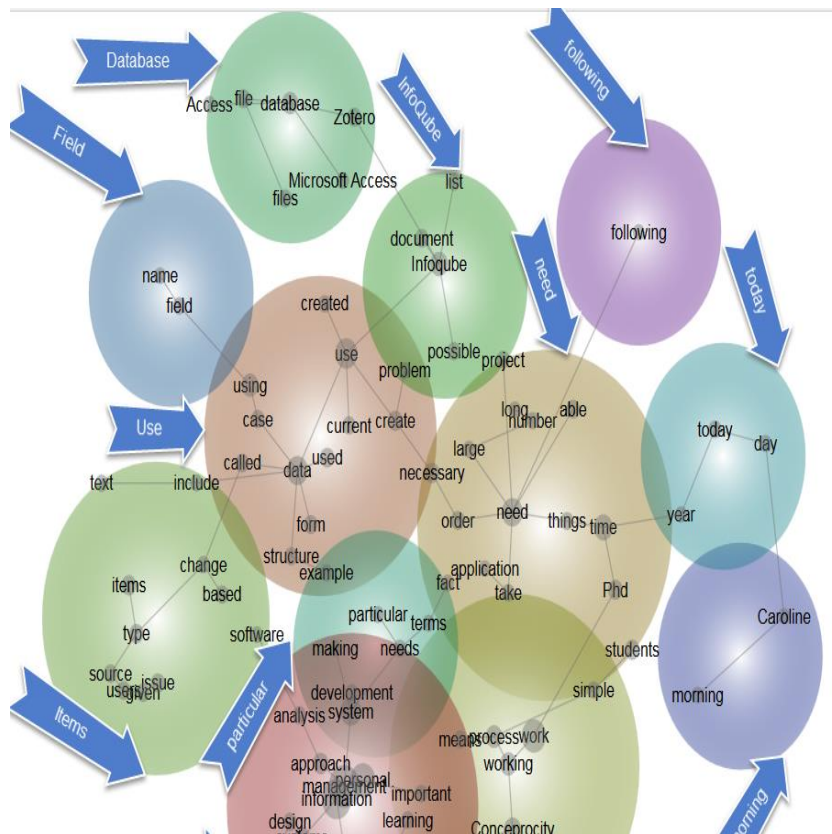 Database
Field
InfoQube
following
need
today
Use
Items
particular
Access
file
database
Zotero
Microsoft Access
files
list
document
Infoqube
possible
following
name
field
created
use
problem
using
case
current
create
called
data
used
necessary
form
structure
example
project
long
number
able
large
order
need
things
time
year
application
take
Phd
fact
today
day
text
include
change
items
based
type
software
source
issue
users
given
particular
terms
making
needs
development
system
students
simple
Caroline
morning
analysis
approach
personal
management
information
important
design
learning
means
process
work
working
Conceprocity